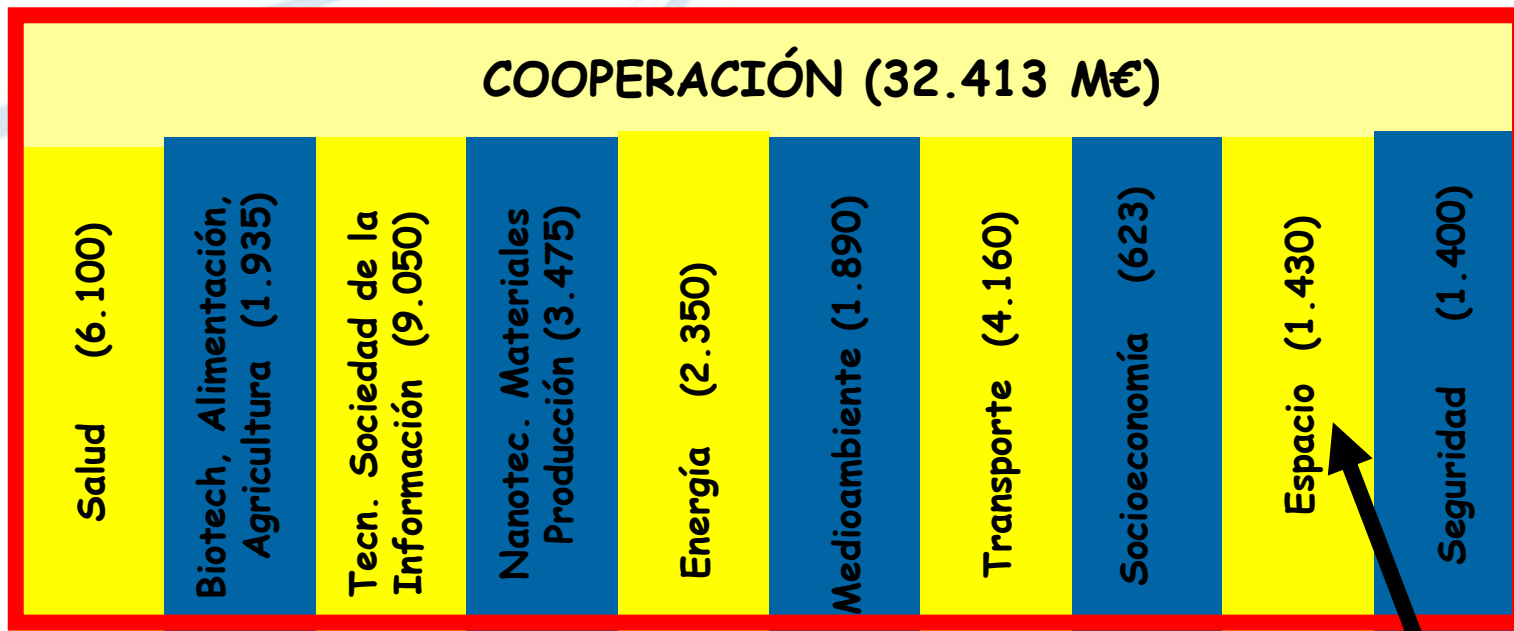 COOPERACIÓN (32.413 M€)
Salud (6.100)
Biotech, Alimentación,
Agricultura (1.935)
Tecn. Sociedad de la
Información (9.050)
Nanotec. Materiales
Producción (3.475)
Energía (2.350)
Medioambiente (1.890)
Transporte (4.160)
Socioeconomía (623)
Espacio (1.430)
Seguridad (1.400)